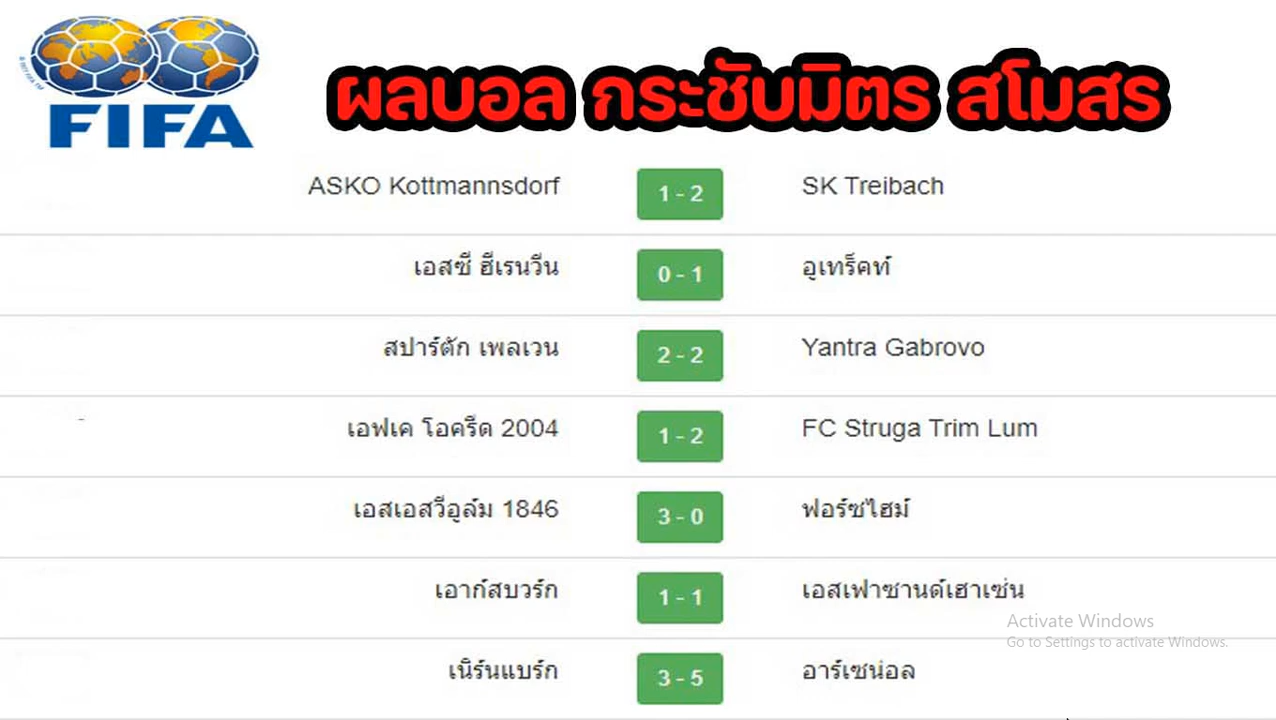 FIFA
ผลบอล กระชับมิตร สโมสร
ASKO Kottmannsdorf 1 - 2 SK Treibach
เอสซี ฮีเรนวีน 0 - 1 อูเทร็คท์
สปาร์ตัก เพลเวน 2 - 2 Yantra Gabrovo
เอฟเค โอครีด 2004 1 - 2 FC Struga Trim Lum
เอสเอสวีอูล์ม 1846 3 - 0 ฟอร์ซไฮม์
เอาก์สบวร์ก 1 - 1 เอสเฟาซานด์เฮาเซ่น
Activate Windows
Go to Settings to activate Windows.
เนิร์นแบร์ก 3 - 5 อาร์เซน่อล